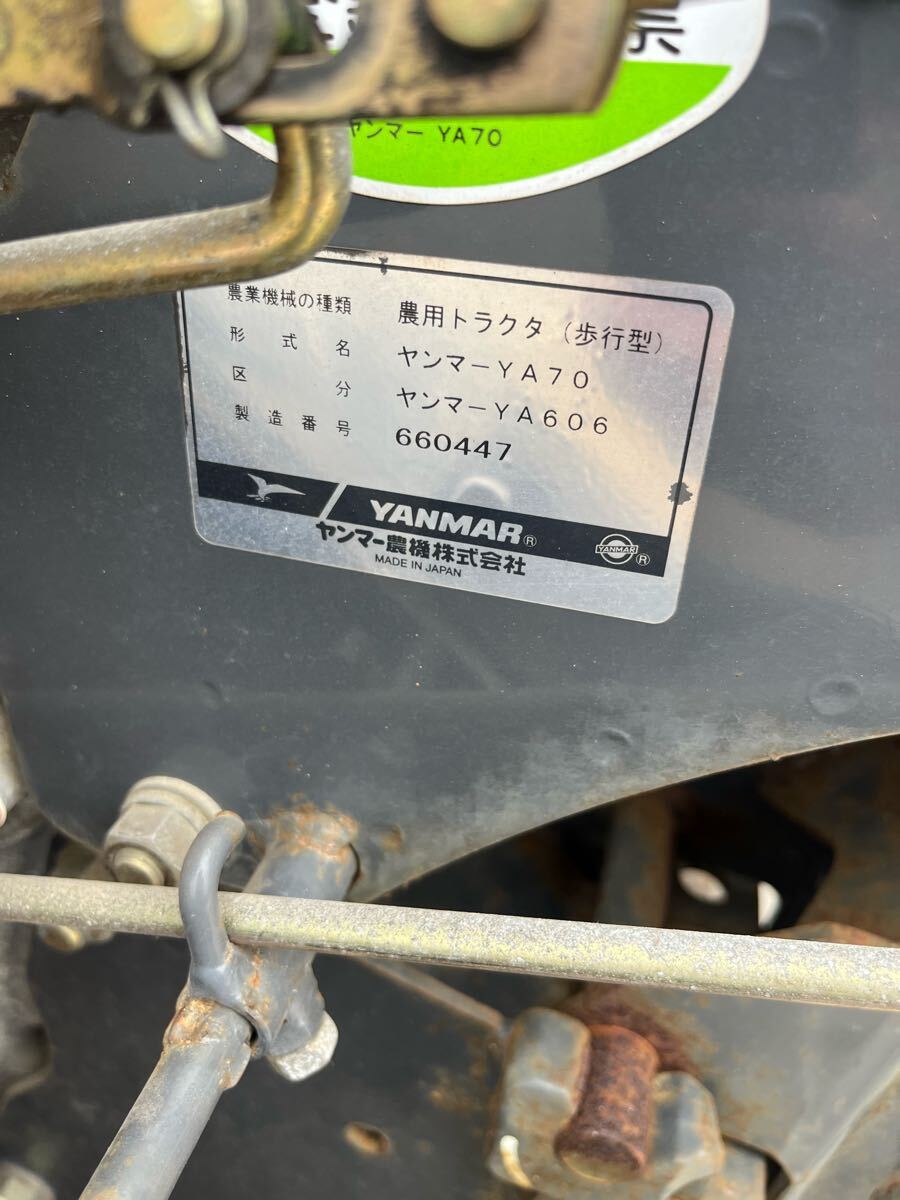 示
ヤンマー YA70
農業機械の種類 農用トラクタ(歩行型)
形式名 ヤンマーYA70
区分 ヤンマーYA606
製造番号 660447
YANMAR®
ヤンマー農機株式会社
MADE IN JAPAN
YANMAR ®